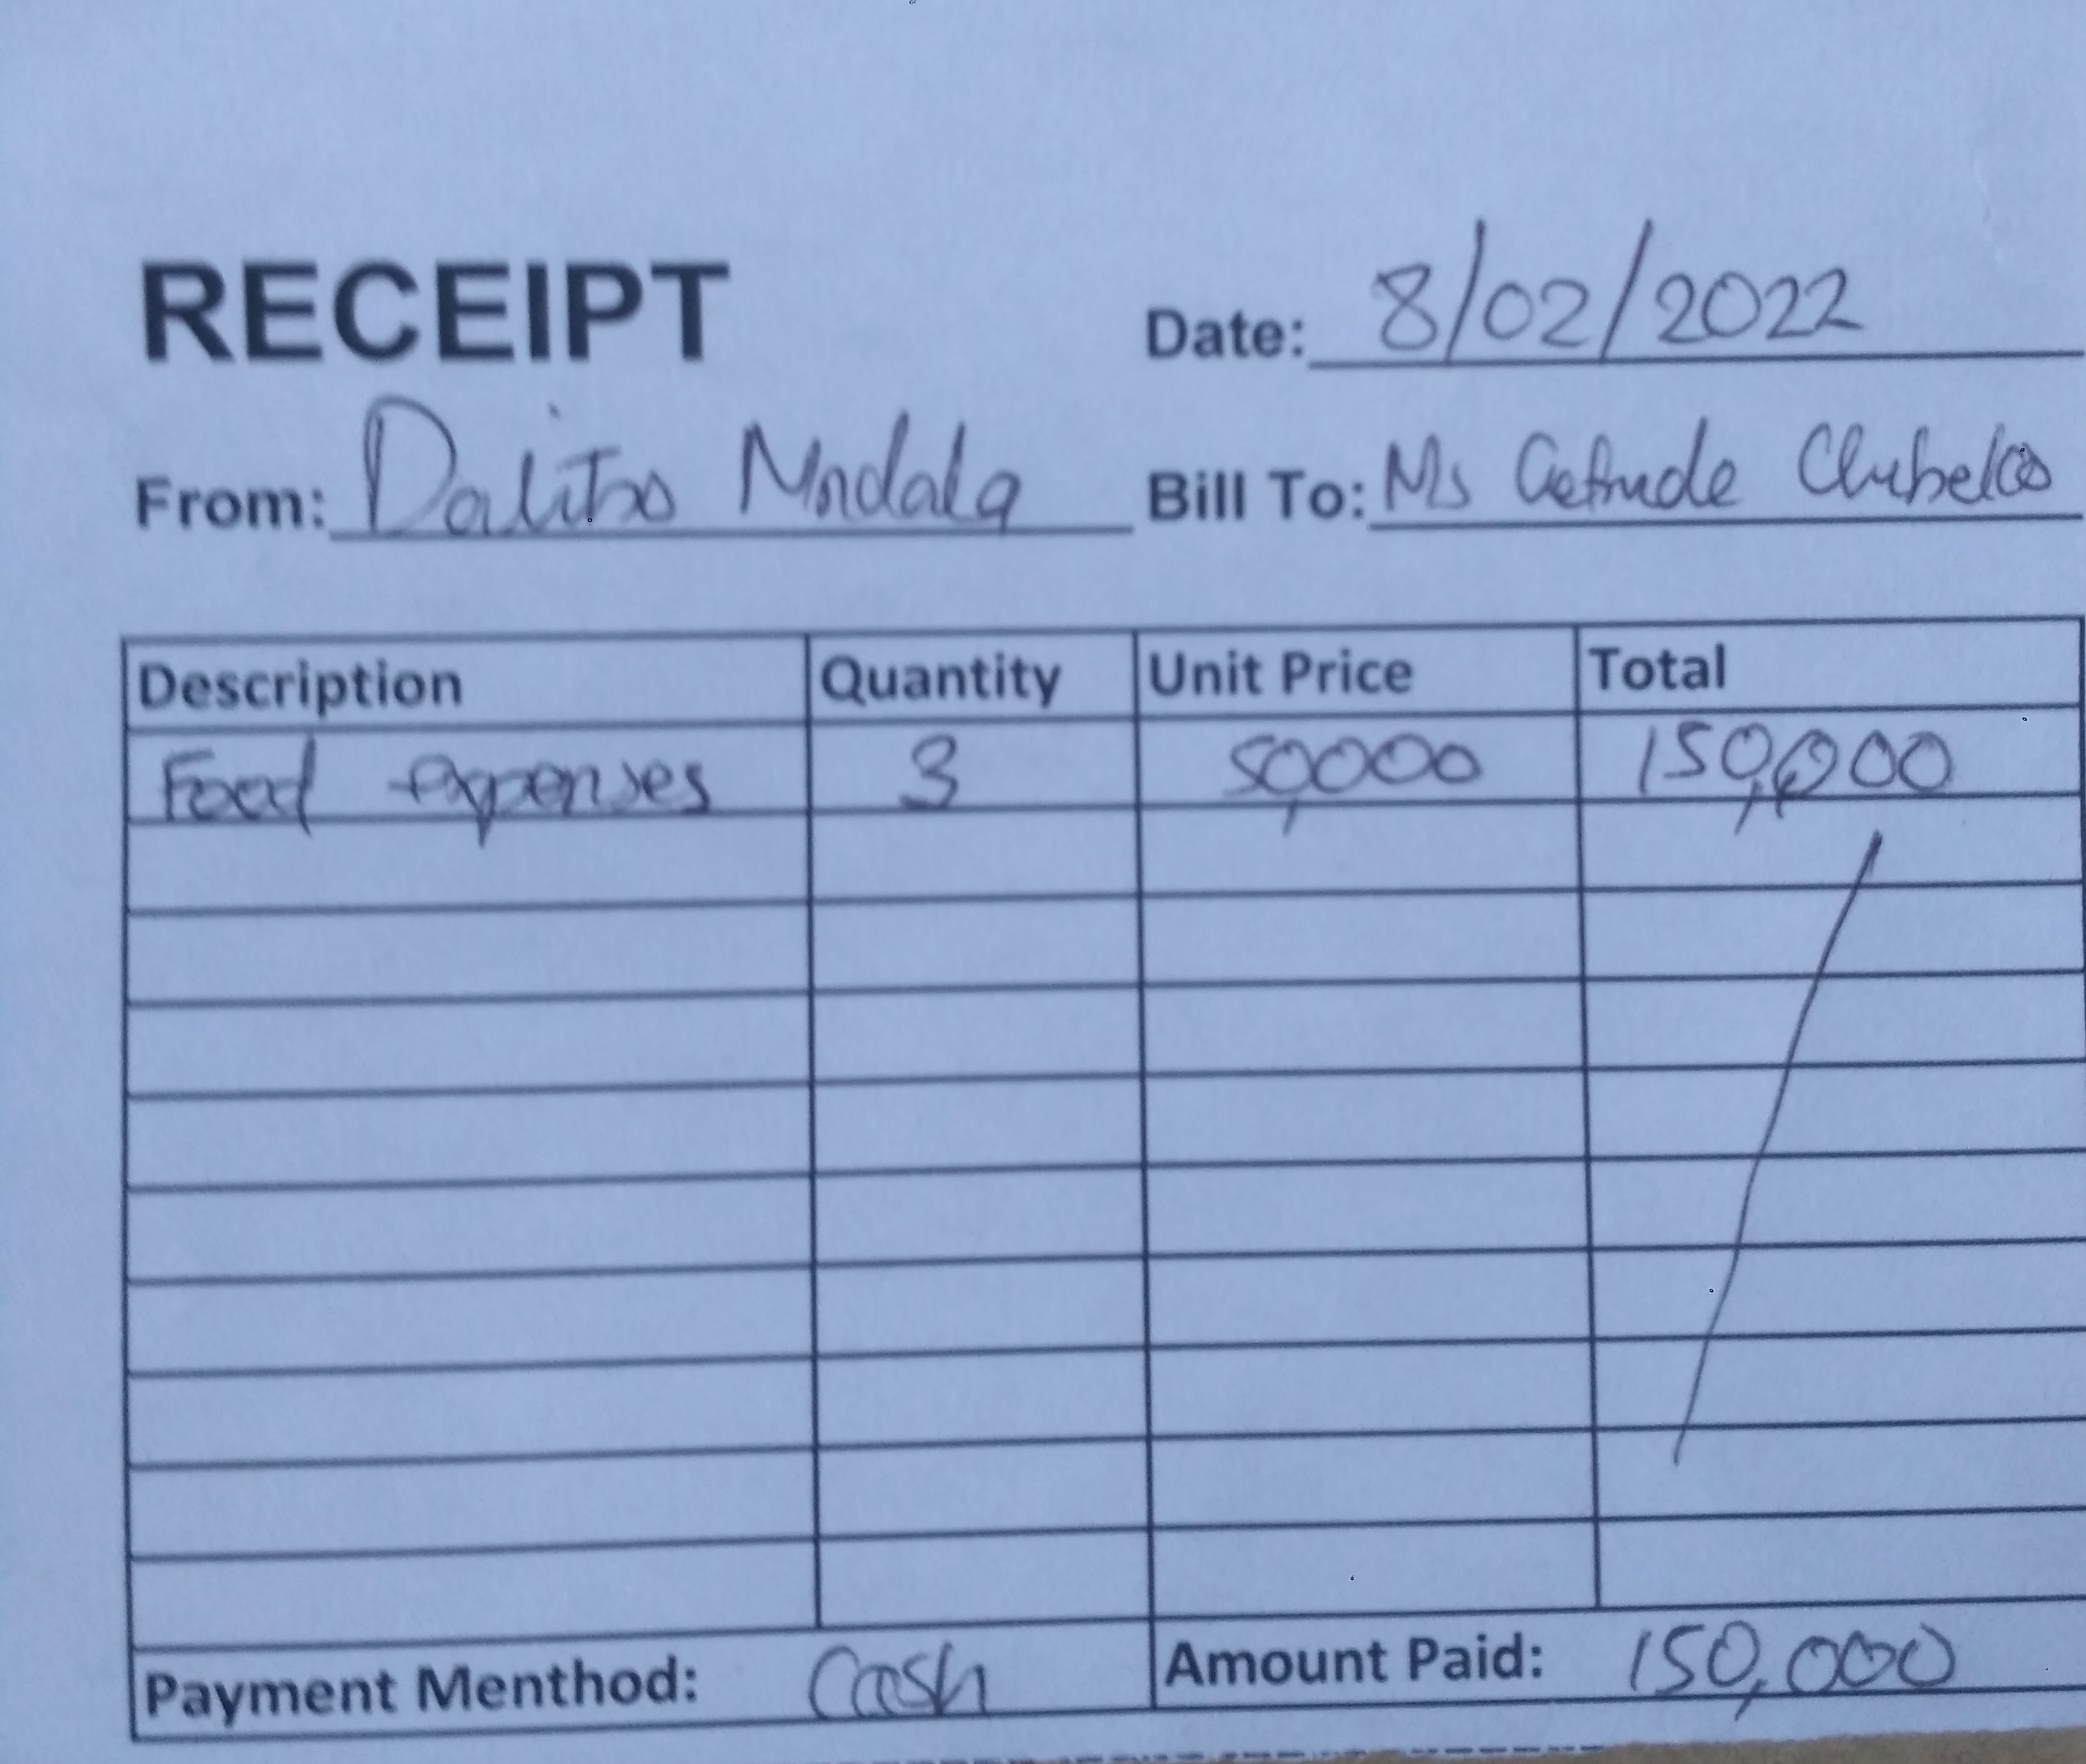 RECEIPT Date: 8/02/2022
From: Dalitso Mndala Bill To: Ms
Description Quantity Unit Price Total
Food expenses 3 50,000 150,000
Payment Menthod: Cash Amount Paid: 150,000